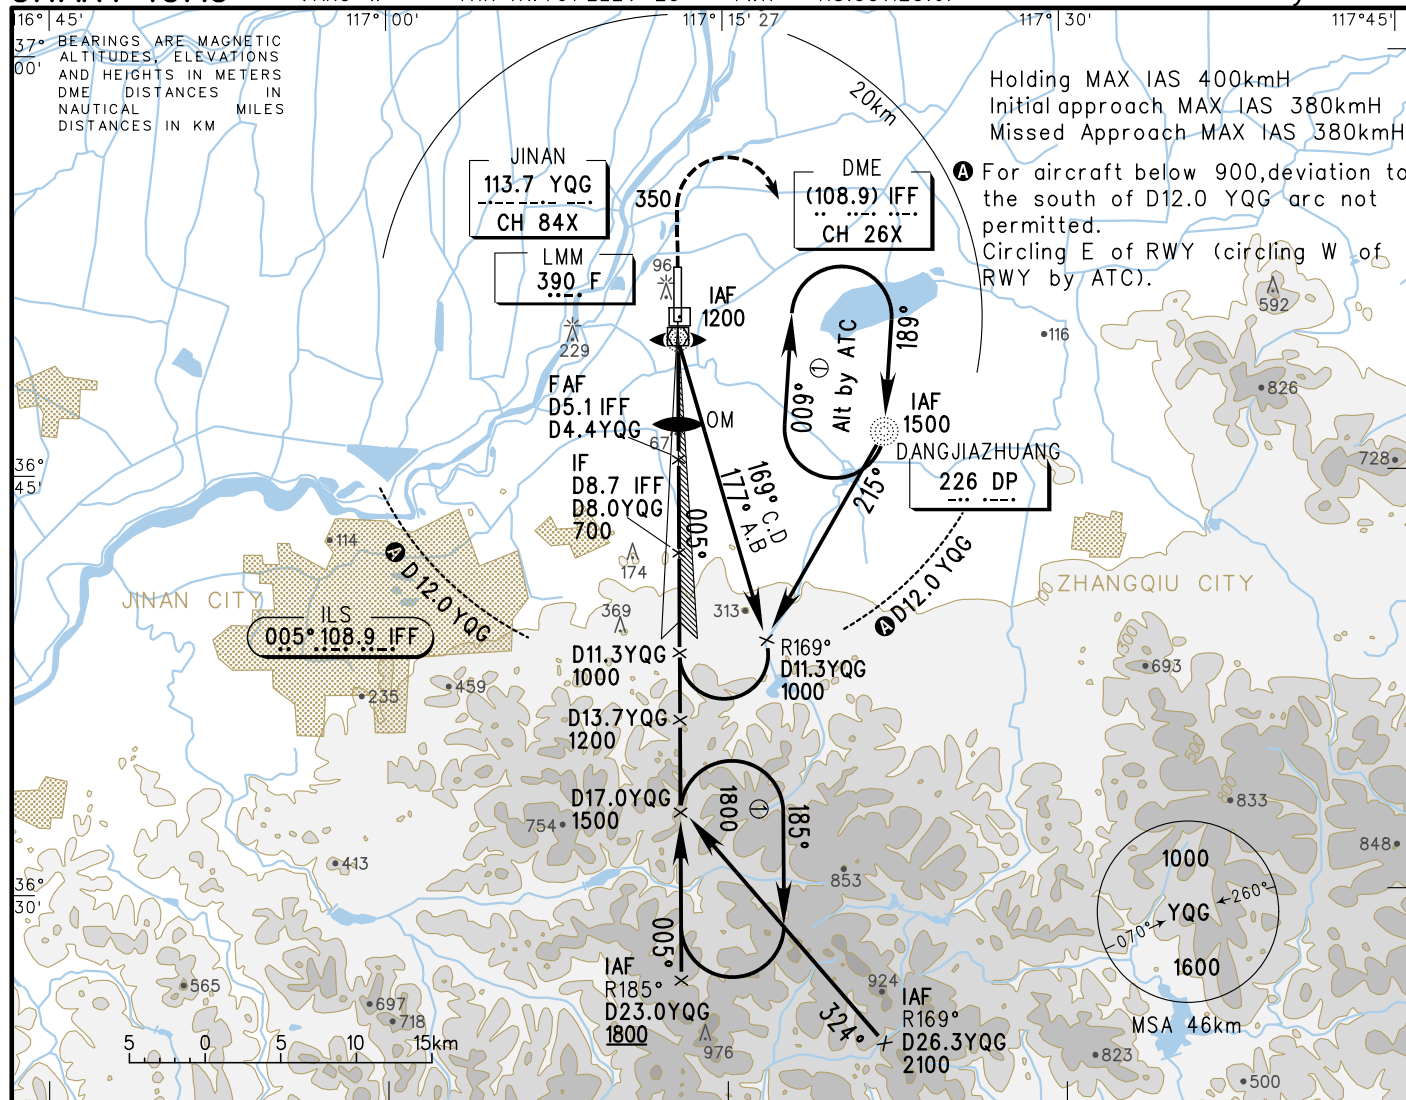 116°45'
117°00'
117°15'27
117°30'
117°45'
37°
00'
BEARINGS ARE MAGNETIC
ALTITUDES, ELEVATIONS
AND HEIGHTS IN METERS
DME DISTANCES IN
NAUTICAL MILES
DISTANCES IN KM
20km
Holding MAX IAS 400kmH
Initial approach MAX IAS 380kmH
Missed Approach MAX IAS 380kmH
A For aircraft below 900,deviation to
the south of D12.0 YQG arc not
permitted.
Circling E of RWY (circling W of
RWY by ATC).
JINAN
113.7 YQG
CH 84X
350
DME
(108.9) IFF
CH 26X
LMM
390 F
96
IAF
1200
229
592
116
826
728
009°
① Alt by ATC
189°
IAF
1500
DANGJIAZHUANG
226 DP
FAF
D5.1 IFF
D4.4YQG
OM
67
36°
45'
IF
D8.7 IFF
D8.0YQG
700
005°
169° C.D
177° A.B
215°
114
174
A D12.0 YQG
A D12.0 YQG
JINAN CITY
ZHANGQIU CITY
100
ILS
005° 108.9 IFF
369
313
R169°
D11.3YQG
1000
D11.3YQG
1000
300
693
235
459
D13.7YQG
1200
500
D17.0YQG
1500
1800
①
185°
754
800
833
848
413
853
36°
30'
1000
YQG
260°
070°
1600
MSA 46km
005°
IAF
R185°
D23.0YQG
1800
565
697
718
924
IAF
R169°
D26.3YQG
2100
324°
976
823
500
5 0 5 10 15km